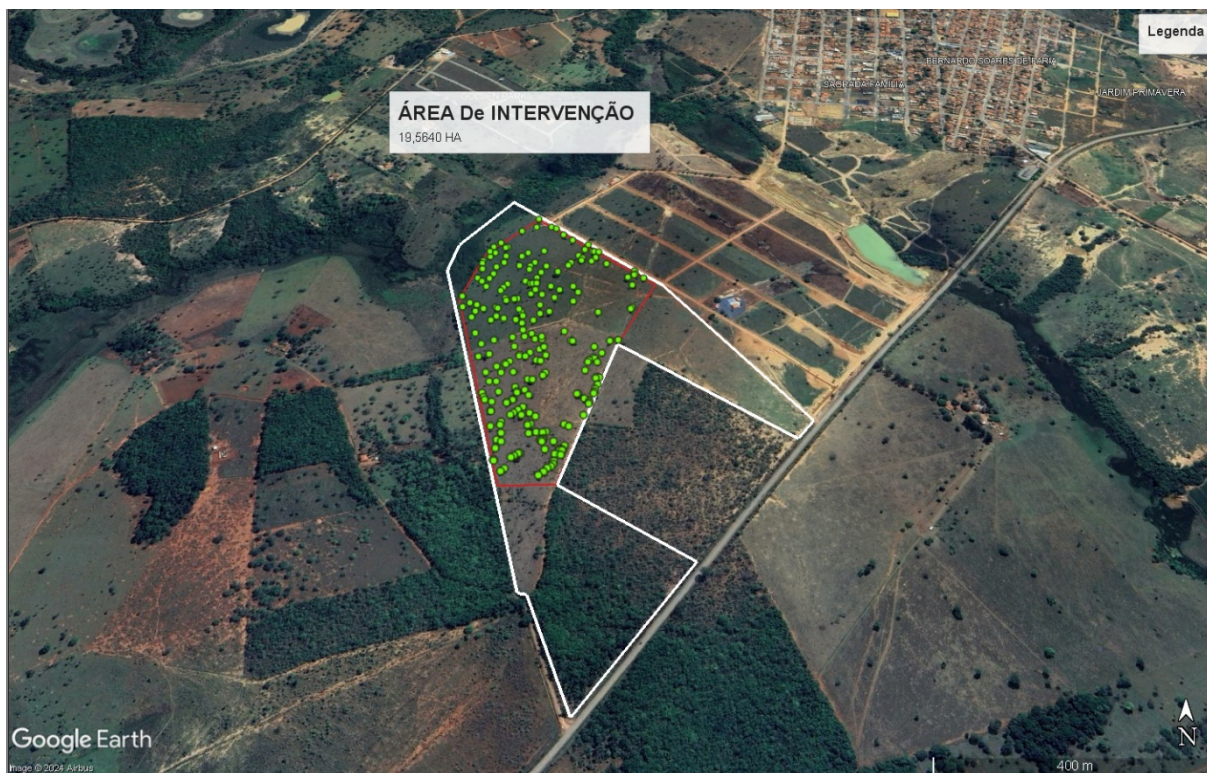 Legenda
BERNARDO SOARES DE FARIA
SAGRADA FAMÍLIA
JARDIM PRIMAVERA
ÁREA De INTERVENÇÃO
19,5640 HA
N
Google Earth
Image © 2024 Airbus
400 m